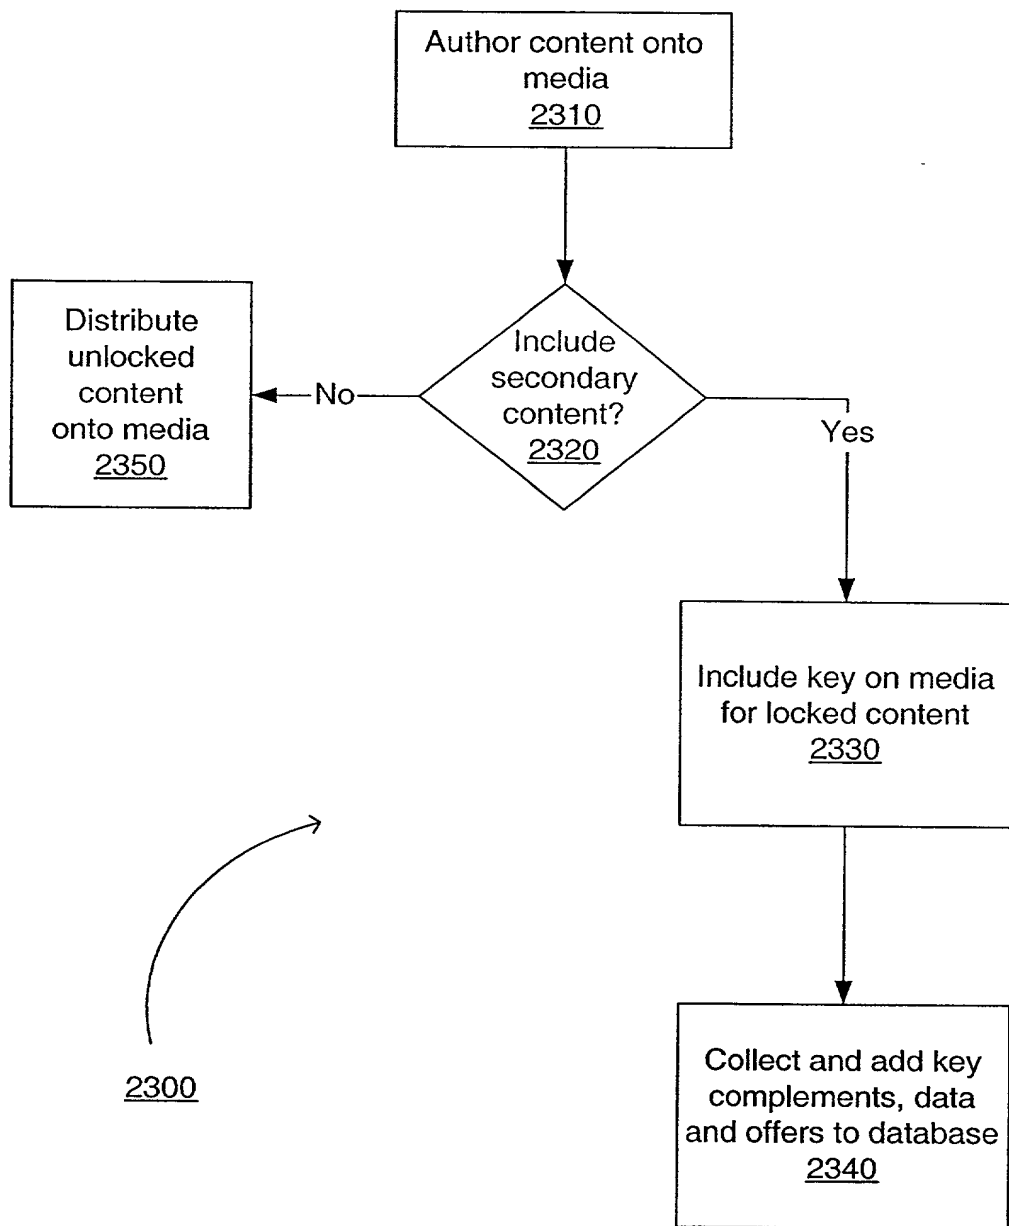 Author content onto
media
2310
Include
secondary
content?
2320
No
Yes
Distribute
unlocked
content
onto media
2350
Include key on media
for locked content
2330
Collect and add key
complements, data
and offers to database
2340
2300